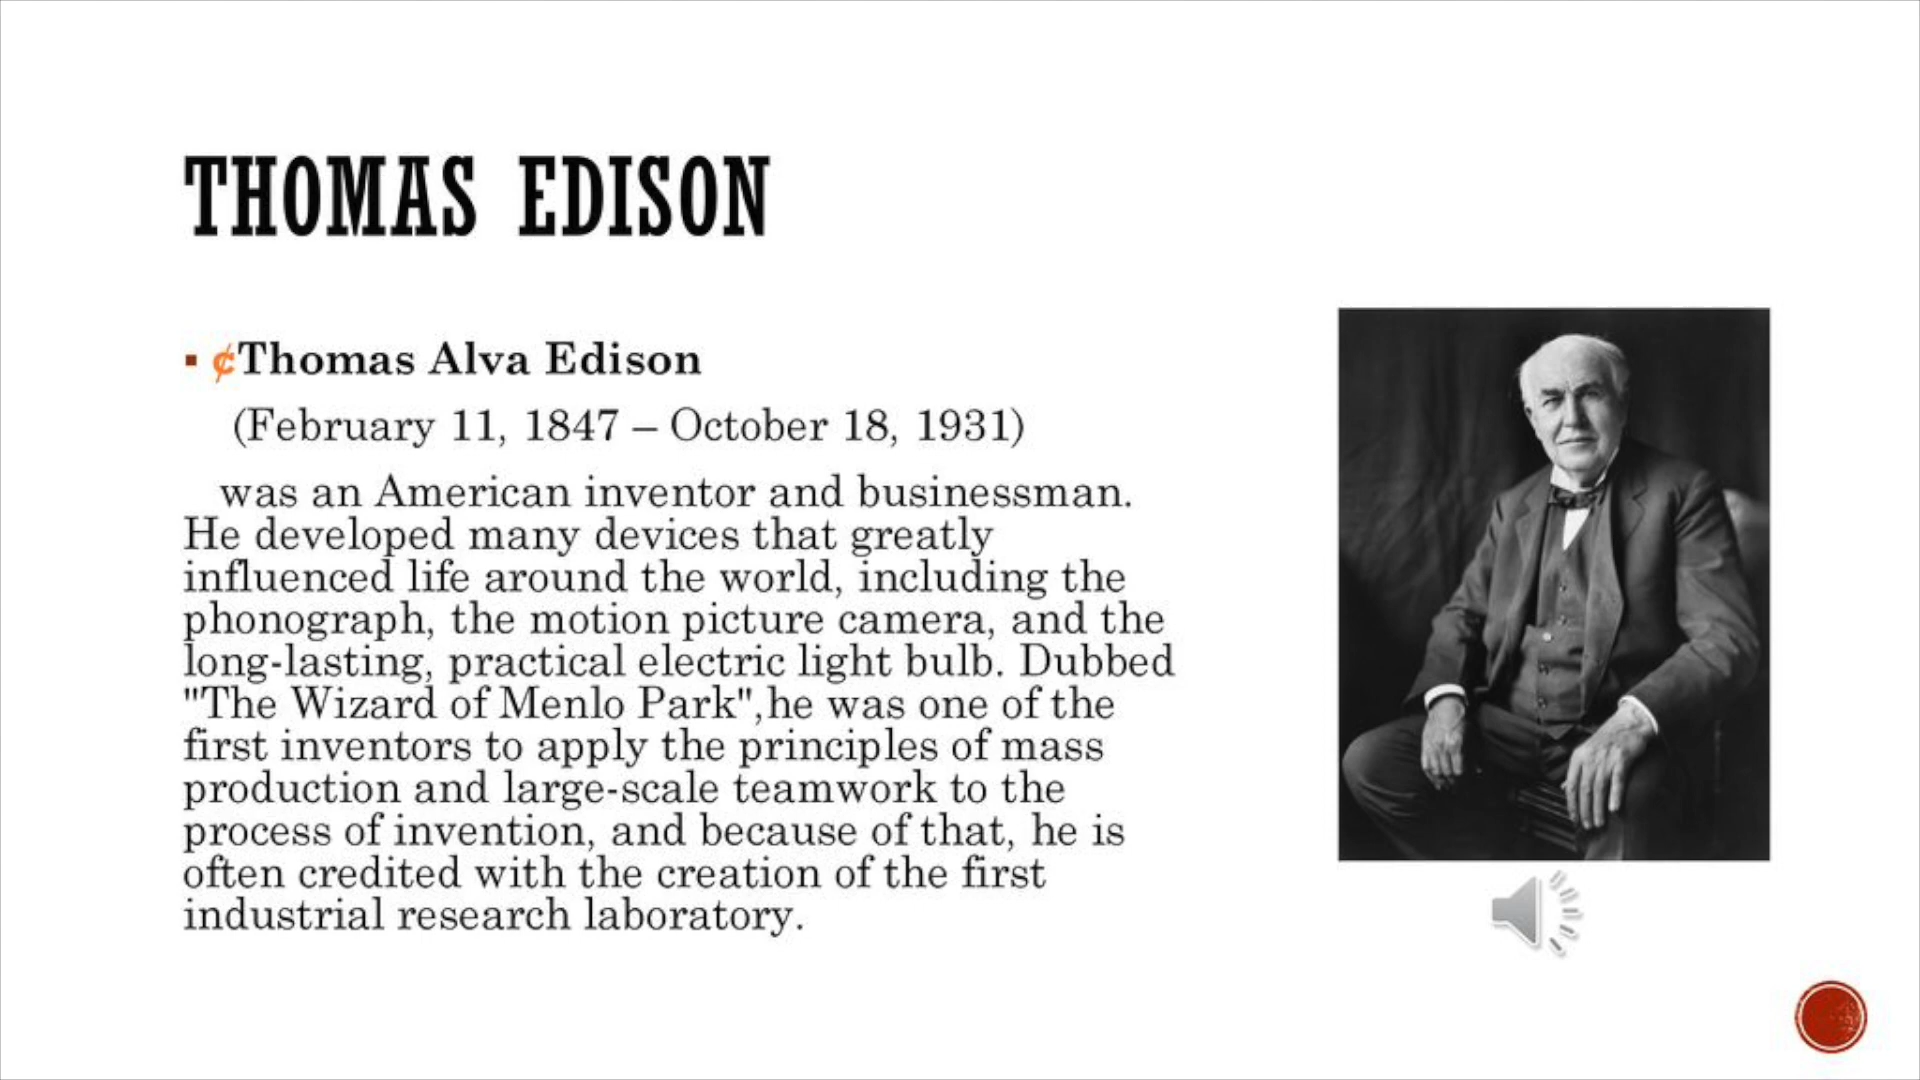 THOMAS EDISON
▪ ¢Thomas Alva Edison
(February 11, 1847 – October 18, 1931)
was an American inventor and businessman.
He developed many devices that greatly
influenced life around the world, including the
phonograph, the motion picture camera, and the
long-lasting, practical electric light bulb. Dubbed
"The Wizard of Menlo Park",he was one of the
first inventors to apply the principles of mass
production and large-scale teamwork to the
process of invention, and because of that, he is
often credited with the creation of the first
industrial research laboratory.